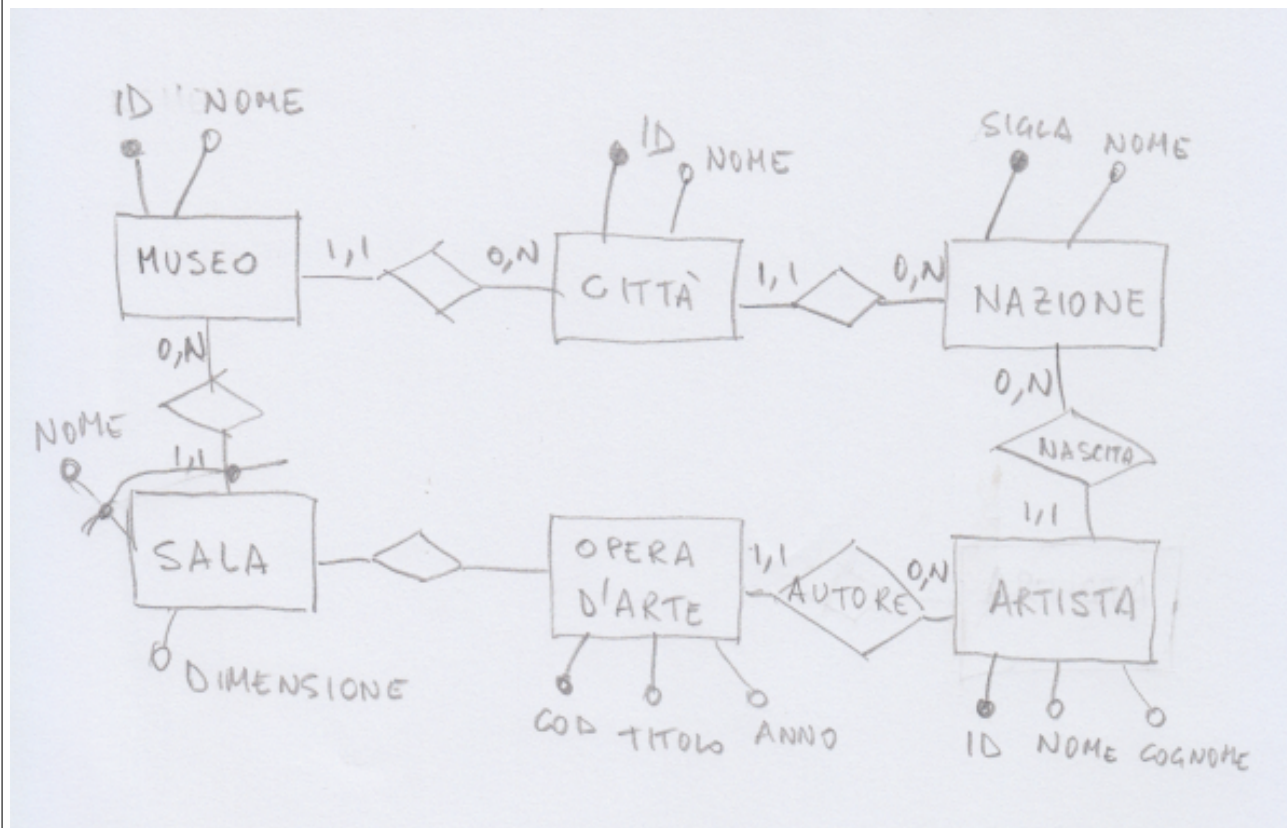 ID NOME
ID NOME
SIGLA NOME
MUSEO
1,1
0,N
CITTÀ
1,1
0,N
NAZIONE
0,N
0,N
NOME
1,1
NASCITA
1,1
SALA
OPERA
D'ARTE
1,1
AUTORE
0,N
ARTISTA
DIMENSIONE
COD TITOLO ANNO
ID NOME COGNOME